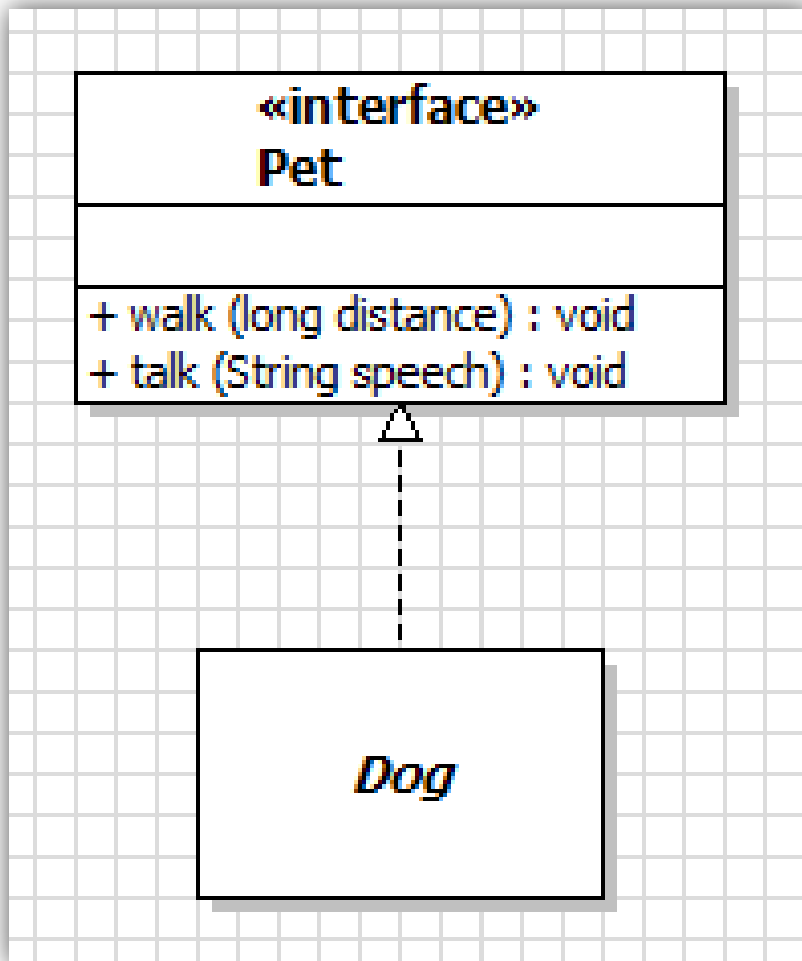 «interface»
Pet
+ walk (long distance) : void
+ talk (String speech) : void
Dog